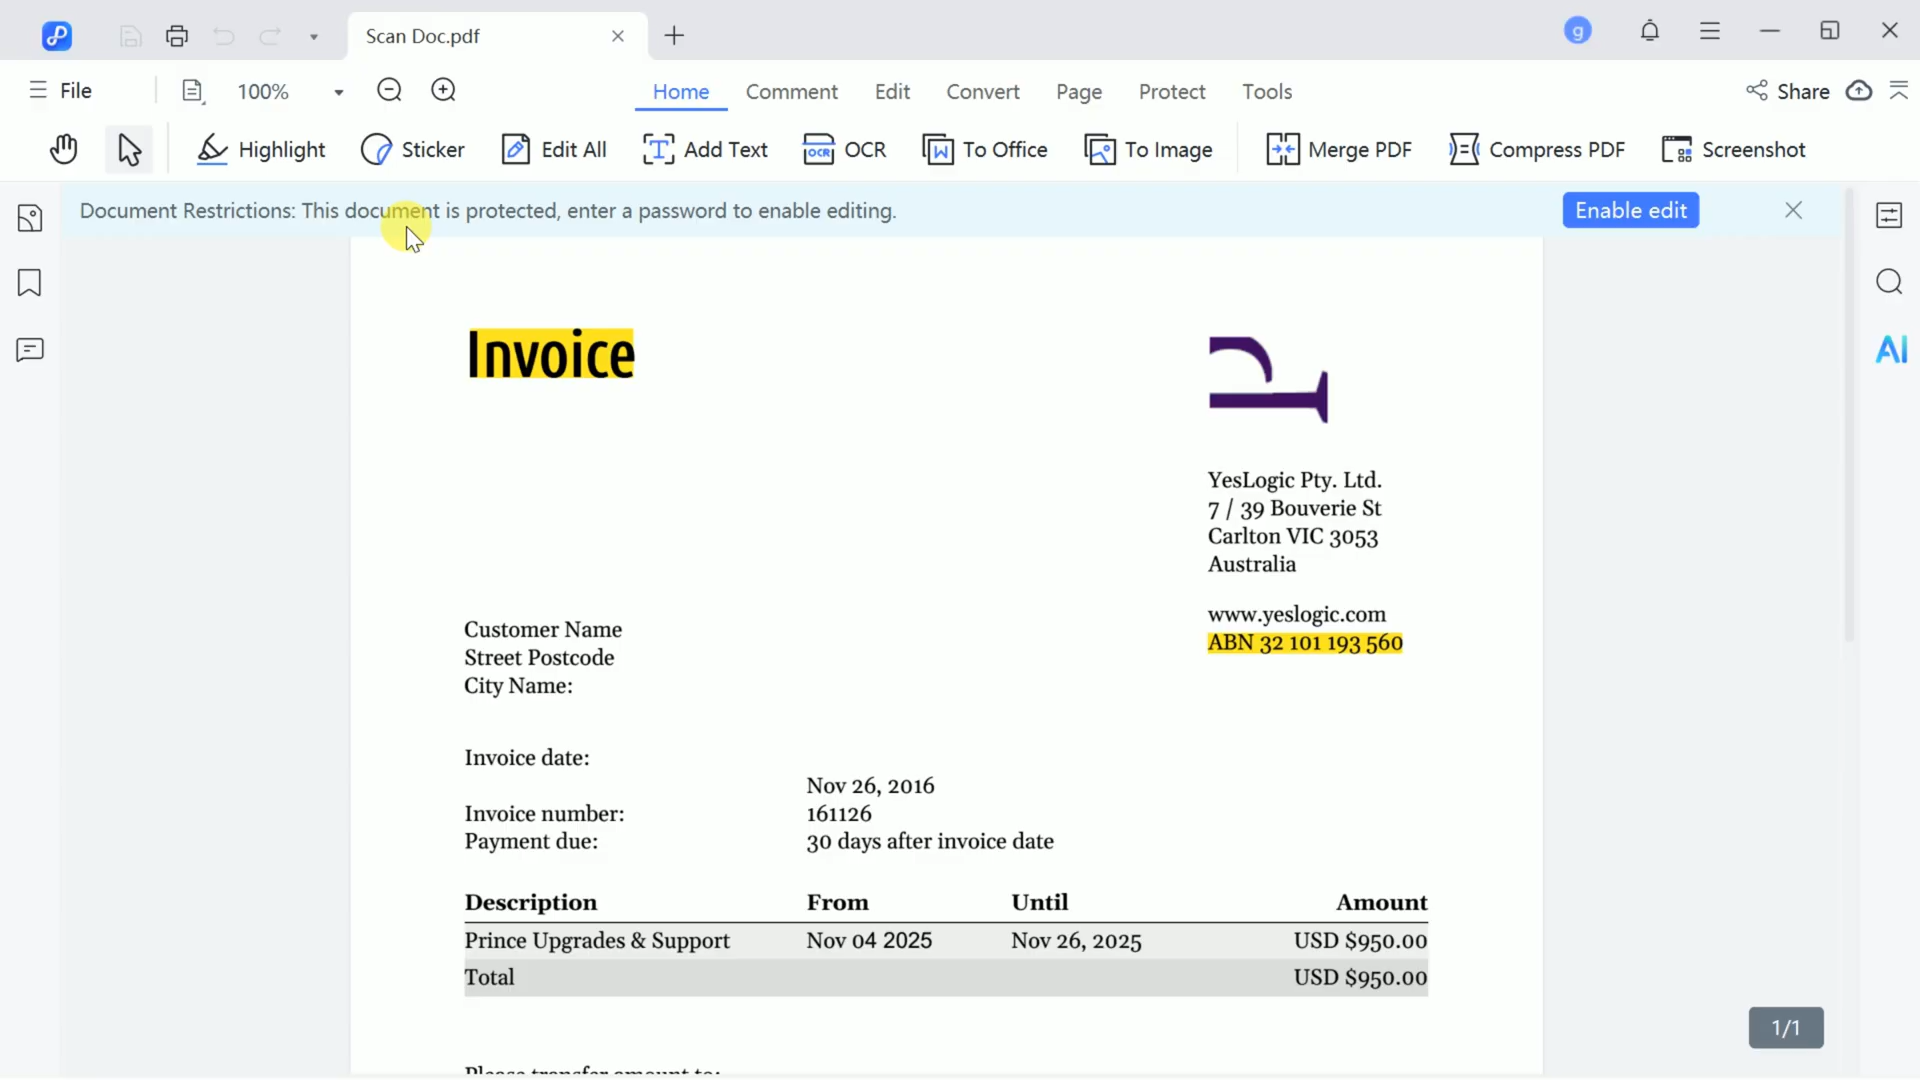 Scan Doc.pdf
g
File
100%
Home Comment Edit Convert Page Protect Tools
Share
Highlight Sticker Edit All Add Text OCR To Office To Image Merge PDF Compress PDF Screenshot
Document Restrictions: This document is protected, enter a password to enable editing.
Enable edit
AI
Invoice
YesLogic Pty. Ltd.
7 / 39 Bouverie St
Carlton VIC 3053
Australia
www.yeslogic.com
ABN 32 101 193 560
Customer Name
Street Postcode
City Name:
Invoice date:
Nov 26, 2016
Invoice number: 161126
Payment due: 30 days after invoice date
Description From Until Amount
Prince Upgrades & Support Nov 04 2025 Nov 26, 2025 USD $950.00
Total USD $950.00
Please transfer amount to:
1/1